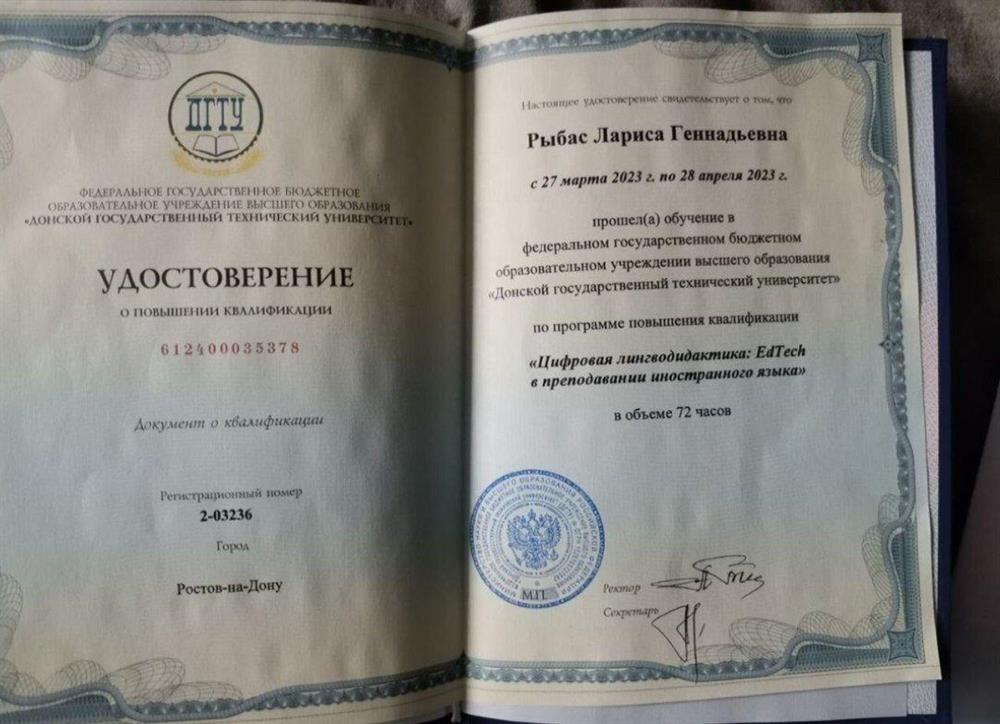 ДГТУ
ФЕДЕРАЛЬНОЕ ГОСУДАРСТВЕННОЕ БЮДЖЕТНОЕ
ОБРАЗОВАТЕЛЬНОЕ УЧРЕЖДЕНИЕ ВЫСШЕГО ОБРАЗОВАНИЯ
«ДОНСКОЙ ГОСУДАРСТВЕННЫЙ ТЕХНИЧЕСКИЙ УНИВЕРСИТЕТ»
УДОСТОВЕРЕНИЕ
О ПОВЫШЕНИИ КВАЛИФИКАЦИИ
612400035378
Документ о квалификации
Регистрационный номер
2-03236
Город
Ростов-на-Дону
Настоящее удостоверение свидетельствует о том, что
Рыбас Лариса Геннадьевна
с 27 марта 2023 г. по 28 апреля 2023 г.
прошел(а) обучение в
федеральном государственном бюджетном
образовательном учреждении высшего образования
«Донской государственный технический университет»
по программе повышения квалификации
«Цифровая лингводидактика: EdTech
в преподавании иностранного языка»
в объеме 72 часов
М.П.
Ректор
Секретарь